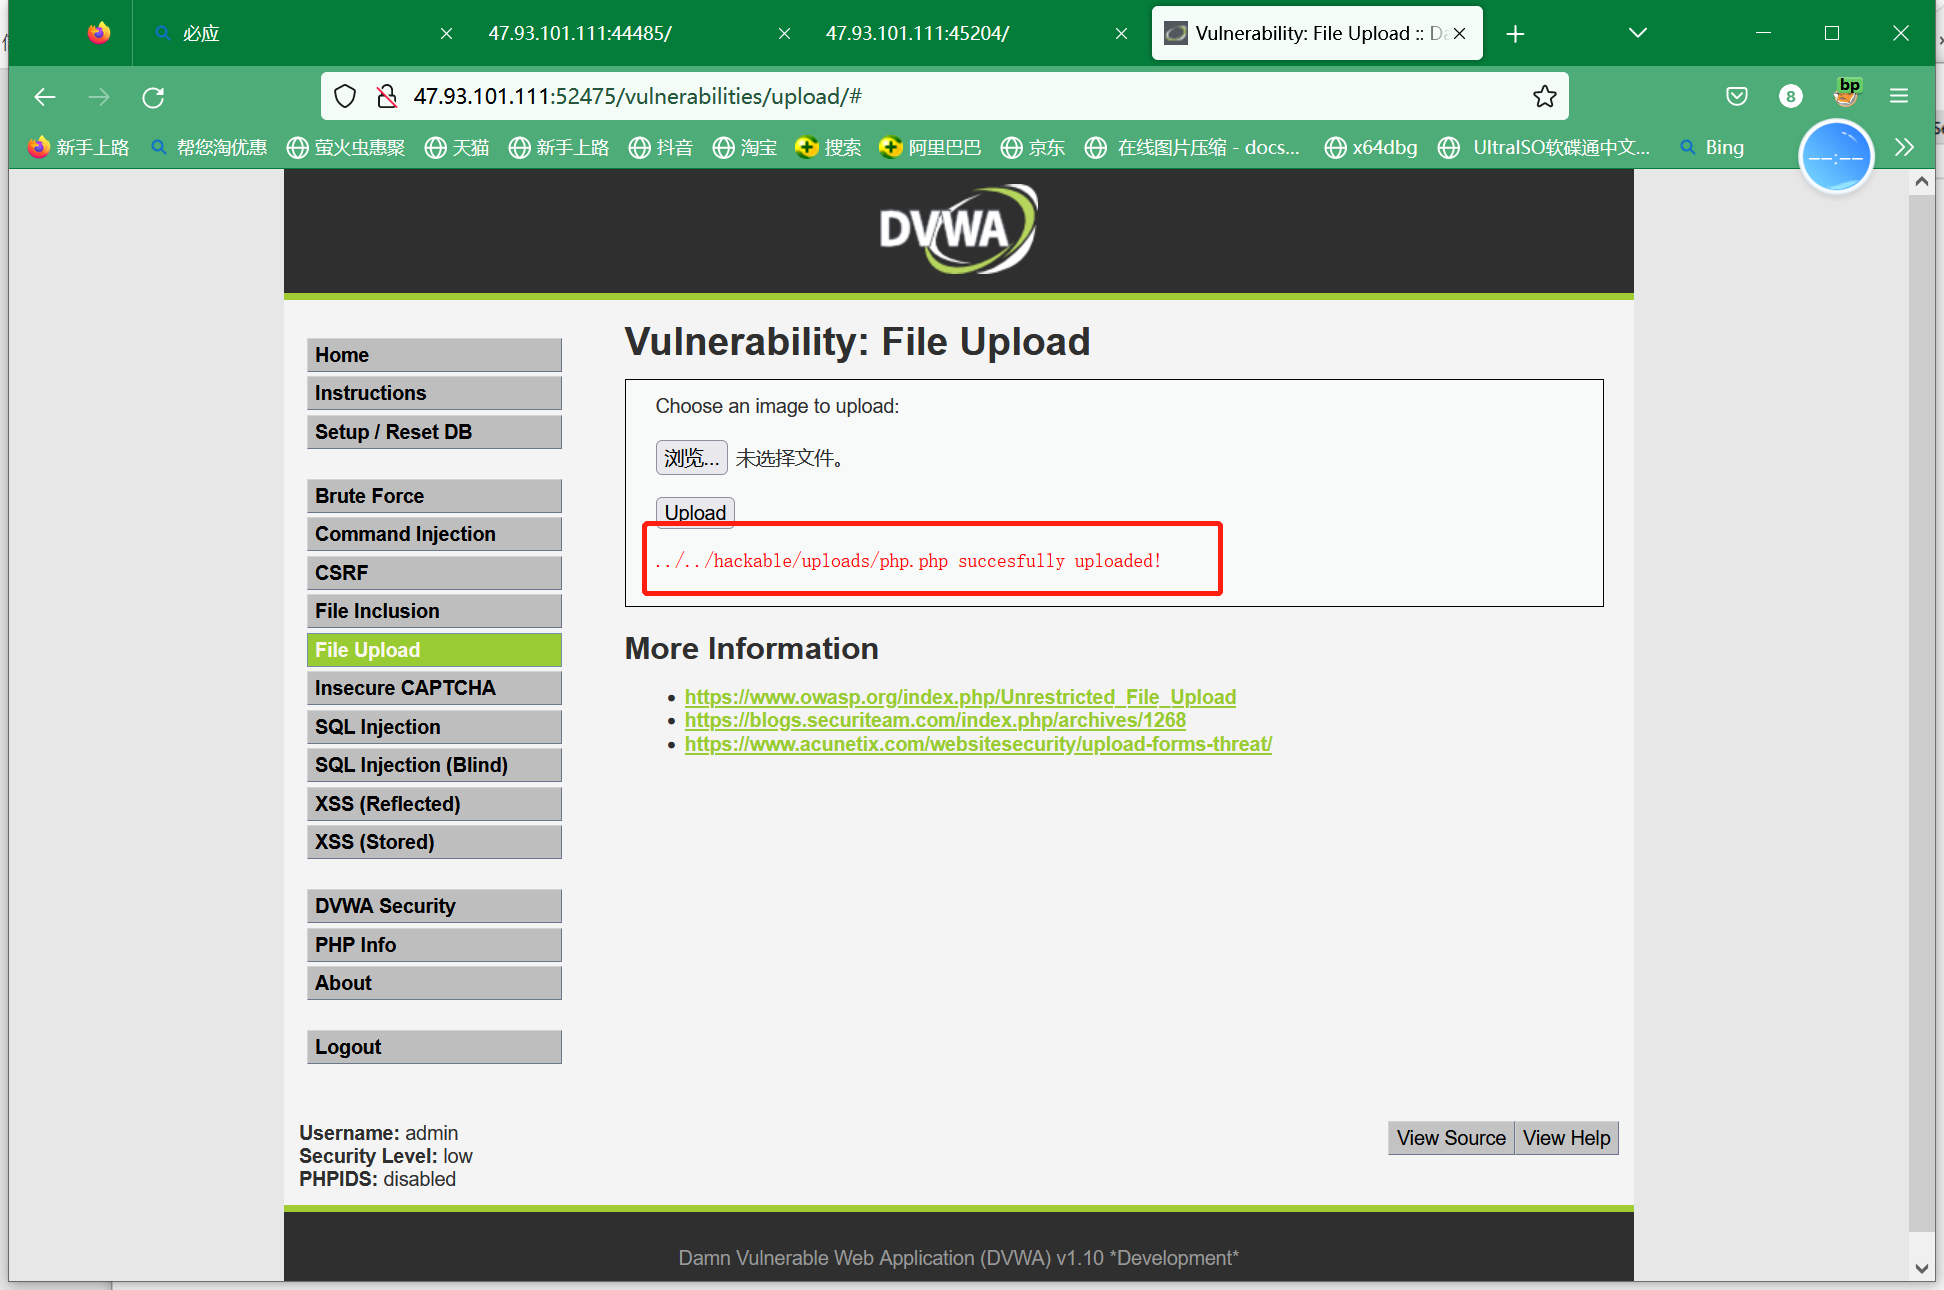 必应
47.93.101.111:44485/
47.93.101.111:45204/
Vulnerability: File Upload :: Da
47.93.101.111:52475/vulnerabilities/upload/#
8
bp
新手上路
帮您淘优惠
萤火虫惠聚
天猫
新手上路
抖音
淘宝
搜索
阿里巴巴
京东
在线图片压缩 - docs...
x64dbg
UltraISO软碟通中文...
Bing
--:--
DVWA
Vulnerability: File Upload
Home
Instructions
Setup / Reset DB
Brute Force
Command Injection
CSRF
File Inclusion
File Upload
Insecure CAPTCHA
SQL Injection
SQL Injection (Blind)
XSS (Reflected)
XSS (Stored)
DVWA Security
PHP Info
About
Logout
Choose an image to upload:
浏览... 未选择文件。
Upload
../../hackable/uploads/php.php succesfully uploaded!
More Information
https://www.owasp.org/index.php/Unrestricted_File_Upload
https://blogs.securiteam.com/index.php/archives/1268
https://www.acunetix.com/websitesecurity/upload-forms-threat/
Username: admin
Security Level: low
PHPIDS: disabled
View Source
View Help
Damn Vulnerable Web Application (DVWA) v1.10 *Development*